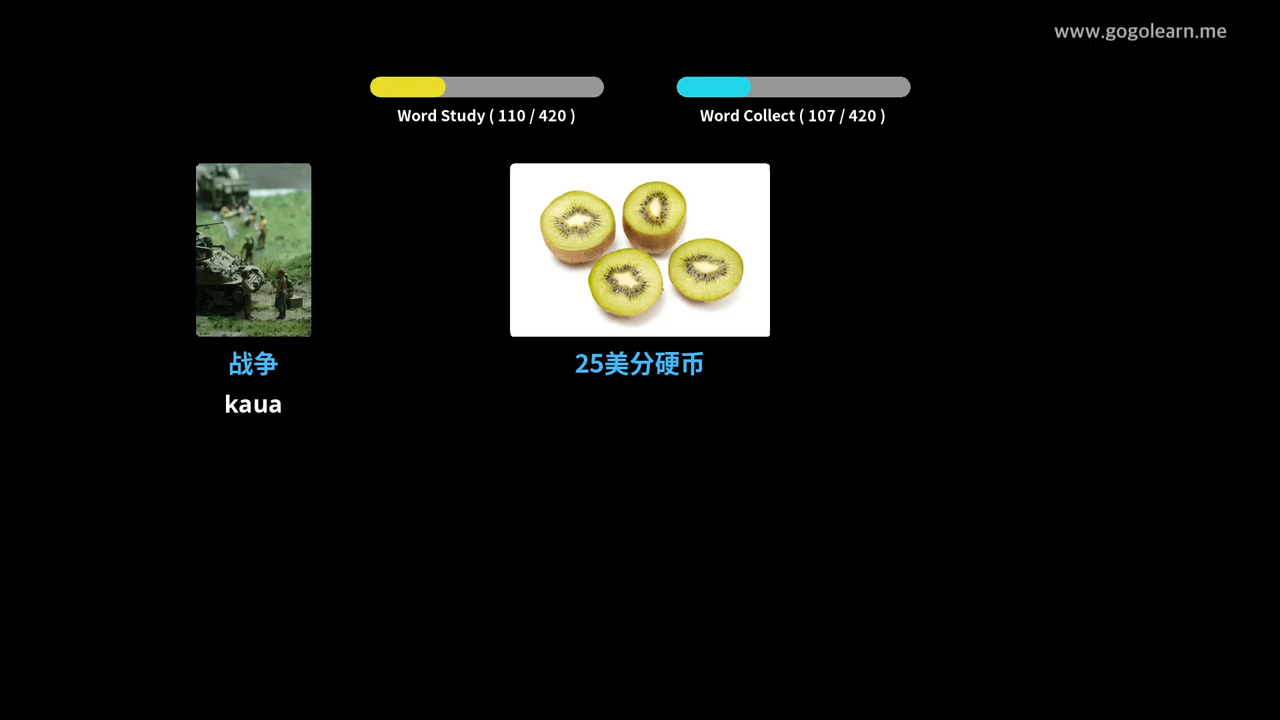 www.gogolearn.me
Word Study ( 110 / 420 )
Word Collect ( 107 / 420 )
战争
kaua
25美分硬币